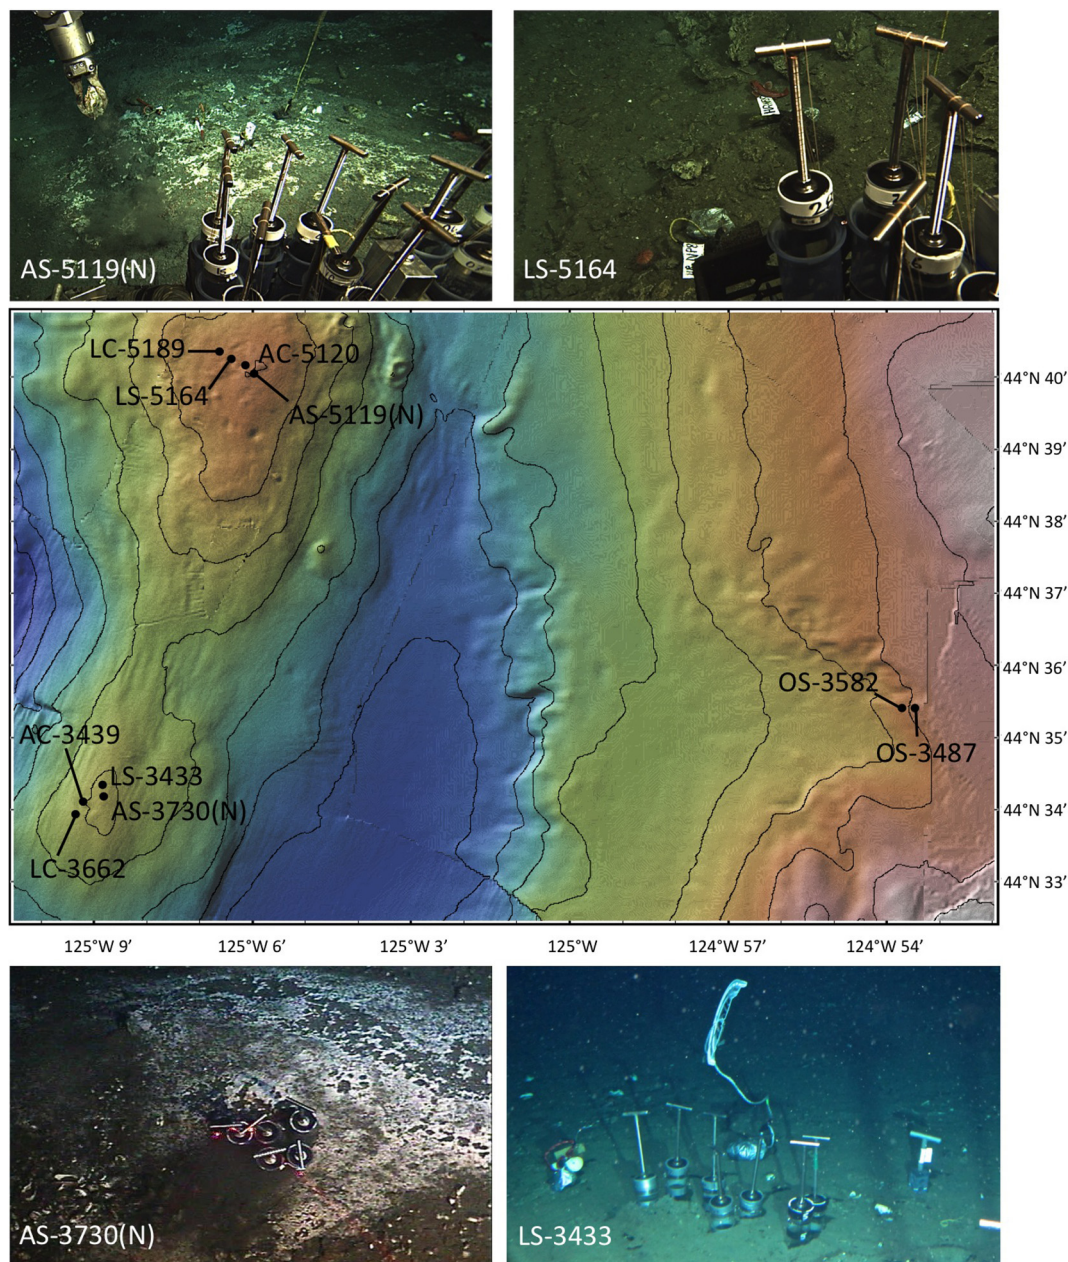 AS-5119(N)
LS-5164
LC-5189
AC-5120
LS-5164
AS-5119(N)
44°N 40’
44°N 39’
44°N 38’
44°N 37’
44°N 36’
OS-3582
AC-3439
44°N 35’
OS-3487
LS-3433
AS-3730(N)
44°N 34’
LC-3662
44°N 33’
125°W 9’
125°W 6’
125°W 3’
125°W
124°W 57’
124°W 54’
AS-3730(N)
LS-3433